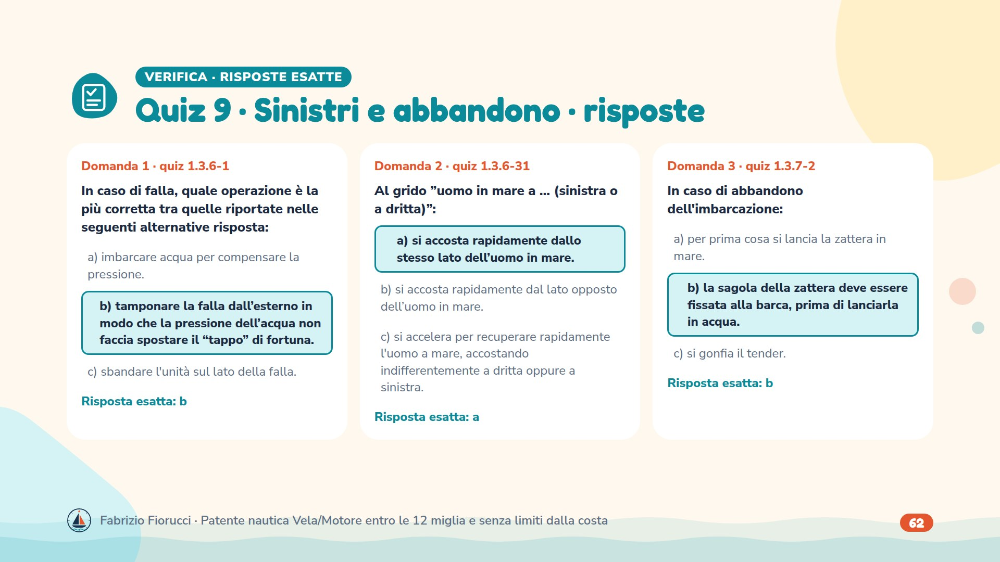 VERIFICA · RISPOSTE ESATTE
Quiz 9 · Sinistri e abbandono · risposte
Domanda 1 · quiz 1.3.6-1
In caso di falla, quale operazione è la
più corretta tra quelle riportate nelle
seguenti alternative risposta:
a) imbarcare acqua per compensare la
pressione.
b) tamponare la falla dall’esterno in
modo che la pressione dell’acqua non
faccia spostare il “tappo” di fortuna.
c) sbandare l'unità sul lato della falla.
Risposta esatta: b
Domanda 2 · quiz 1.3.6-31
Al grido ”uomo in mare a ... (sinistra o
a dritta)”:
a) si accosta rapidamente dallo
stesso lato dell’uomo in mare.
b) si accosta rapidamente dal lato opposto
dell’uomo in mare.
c) si accelera per recuperare rapidamente
l'uomo a mare, accostando
indifferentemente a dritta oppure a
sinistra.
Risposta esatta: a
Domanda 3 · quiz 1.3.7-2
In caso di abbandono
dell'imbarcazione:
a) per prima cosa si lancia la zattera in
mare.
b) la sagola della zattera deve essere
fissata alla barca, prima di lanciarla
in acqua.
c) si gonfia il tender.
Risposta esatta: b
Fabrizio Fiorucci · Patente nautica Vela/Motore entro le 12 miglia e senza limiti dalla costa
62